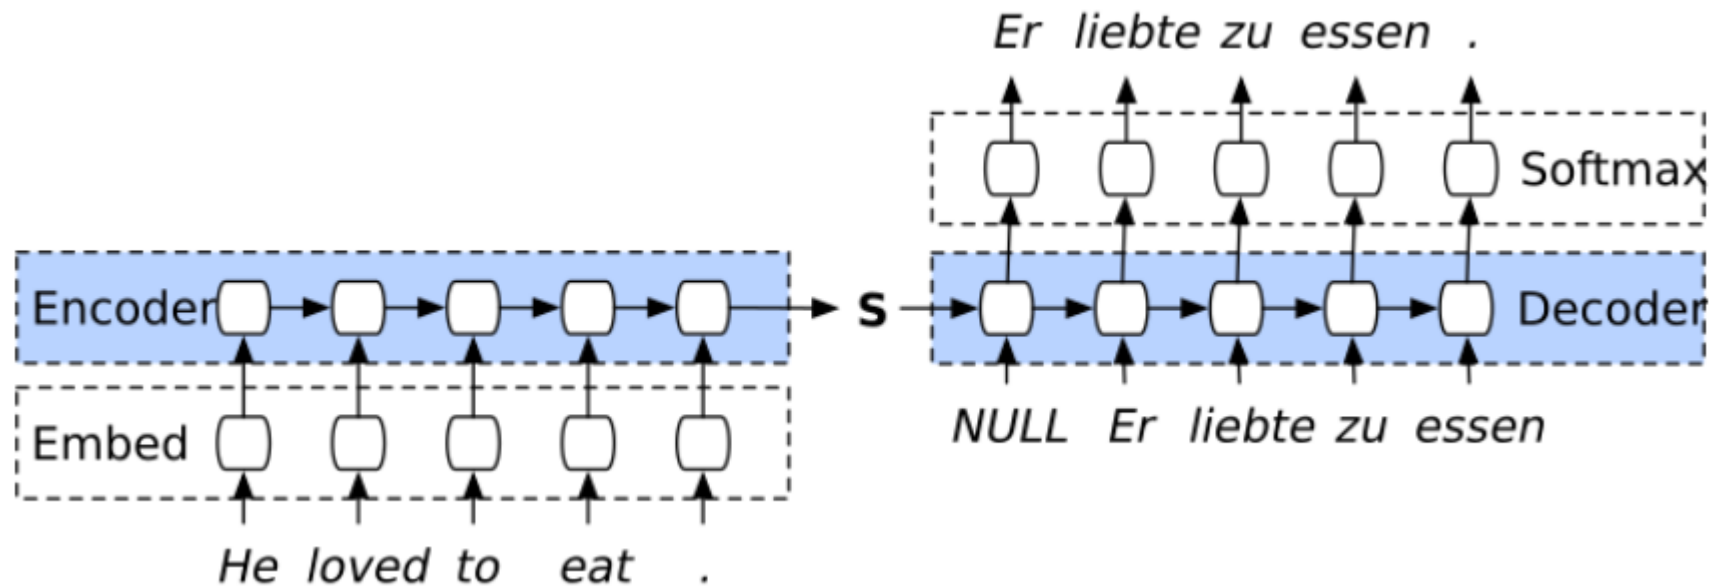 Er liebte zu essen .
Softmax
Encoder
S
Decoder
Embed
NULL Er liebte zu essen
He loved to eat .